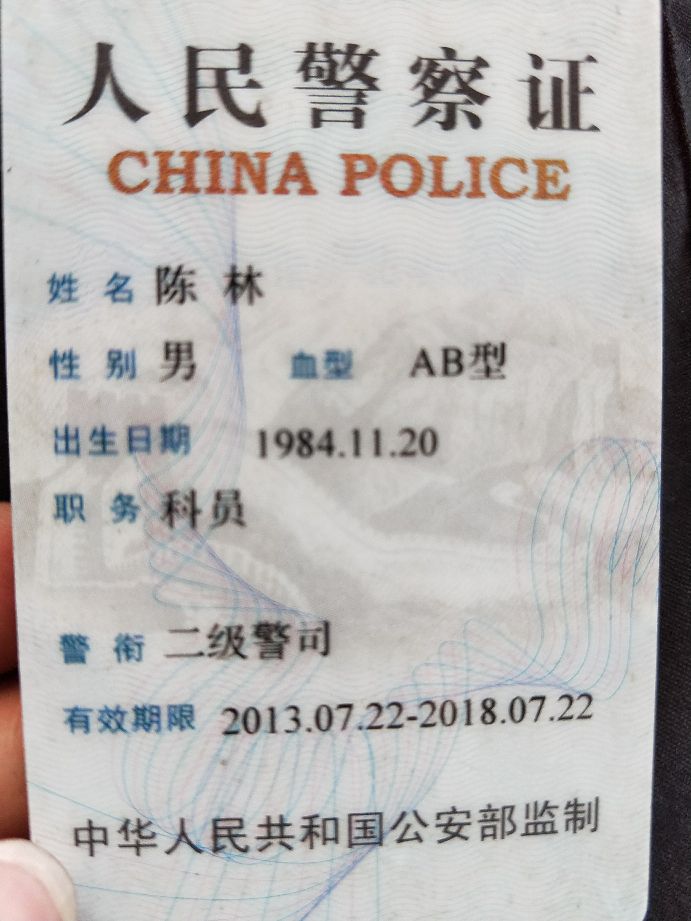 人民警察证
CHINA POLICE
姓 名 陈 林
性 别 男 血型 AB型
出生日期 1984.11.20
职 务 科员
警 衔 二级警司
有效期限 2013.07.22-2018.07.22
中华人民共和国公安部监制